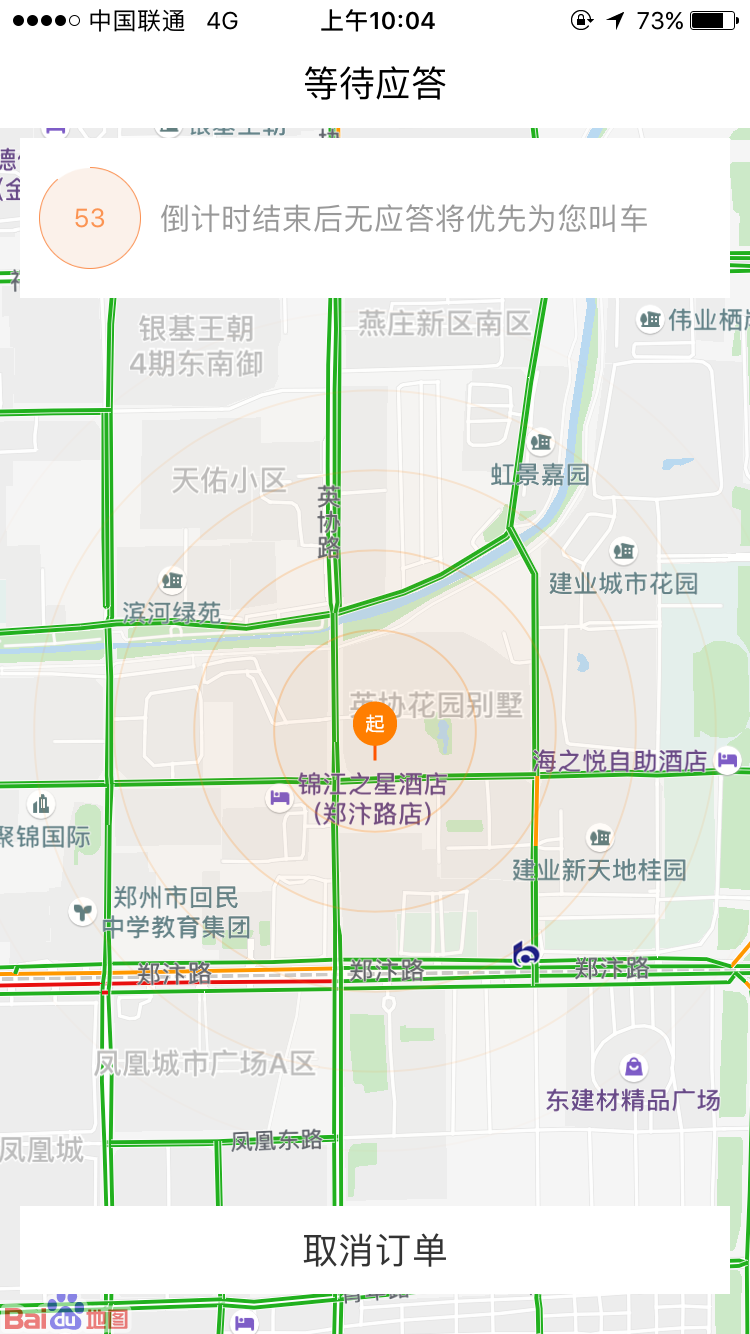 中国联通 4G 上午10:04 73%
等待应答
银基王朝
53 倒计时结束后无应答将优先为您叫车
银基王朝
4期东南御
燕庄新区南区
伟业栖
天佑小区
虹景嘉园
英协路
建业城市花园
滨河绿苑
英协花园别墅
起
海之悦自助酒店
锦江之星酒店
(郑汴路店)
聚锦国际
建业新天地桂园
郑州市回民
中学教育集团
郑汴路 郑汴路 郑汴路
凤凰城市广场A区
东建材精品广场
凤凰东路
凤凰城
取消订单
Bai du 地图